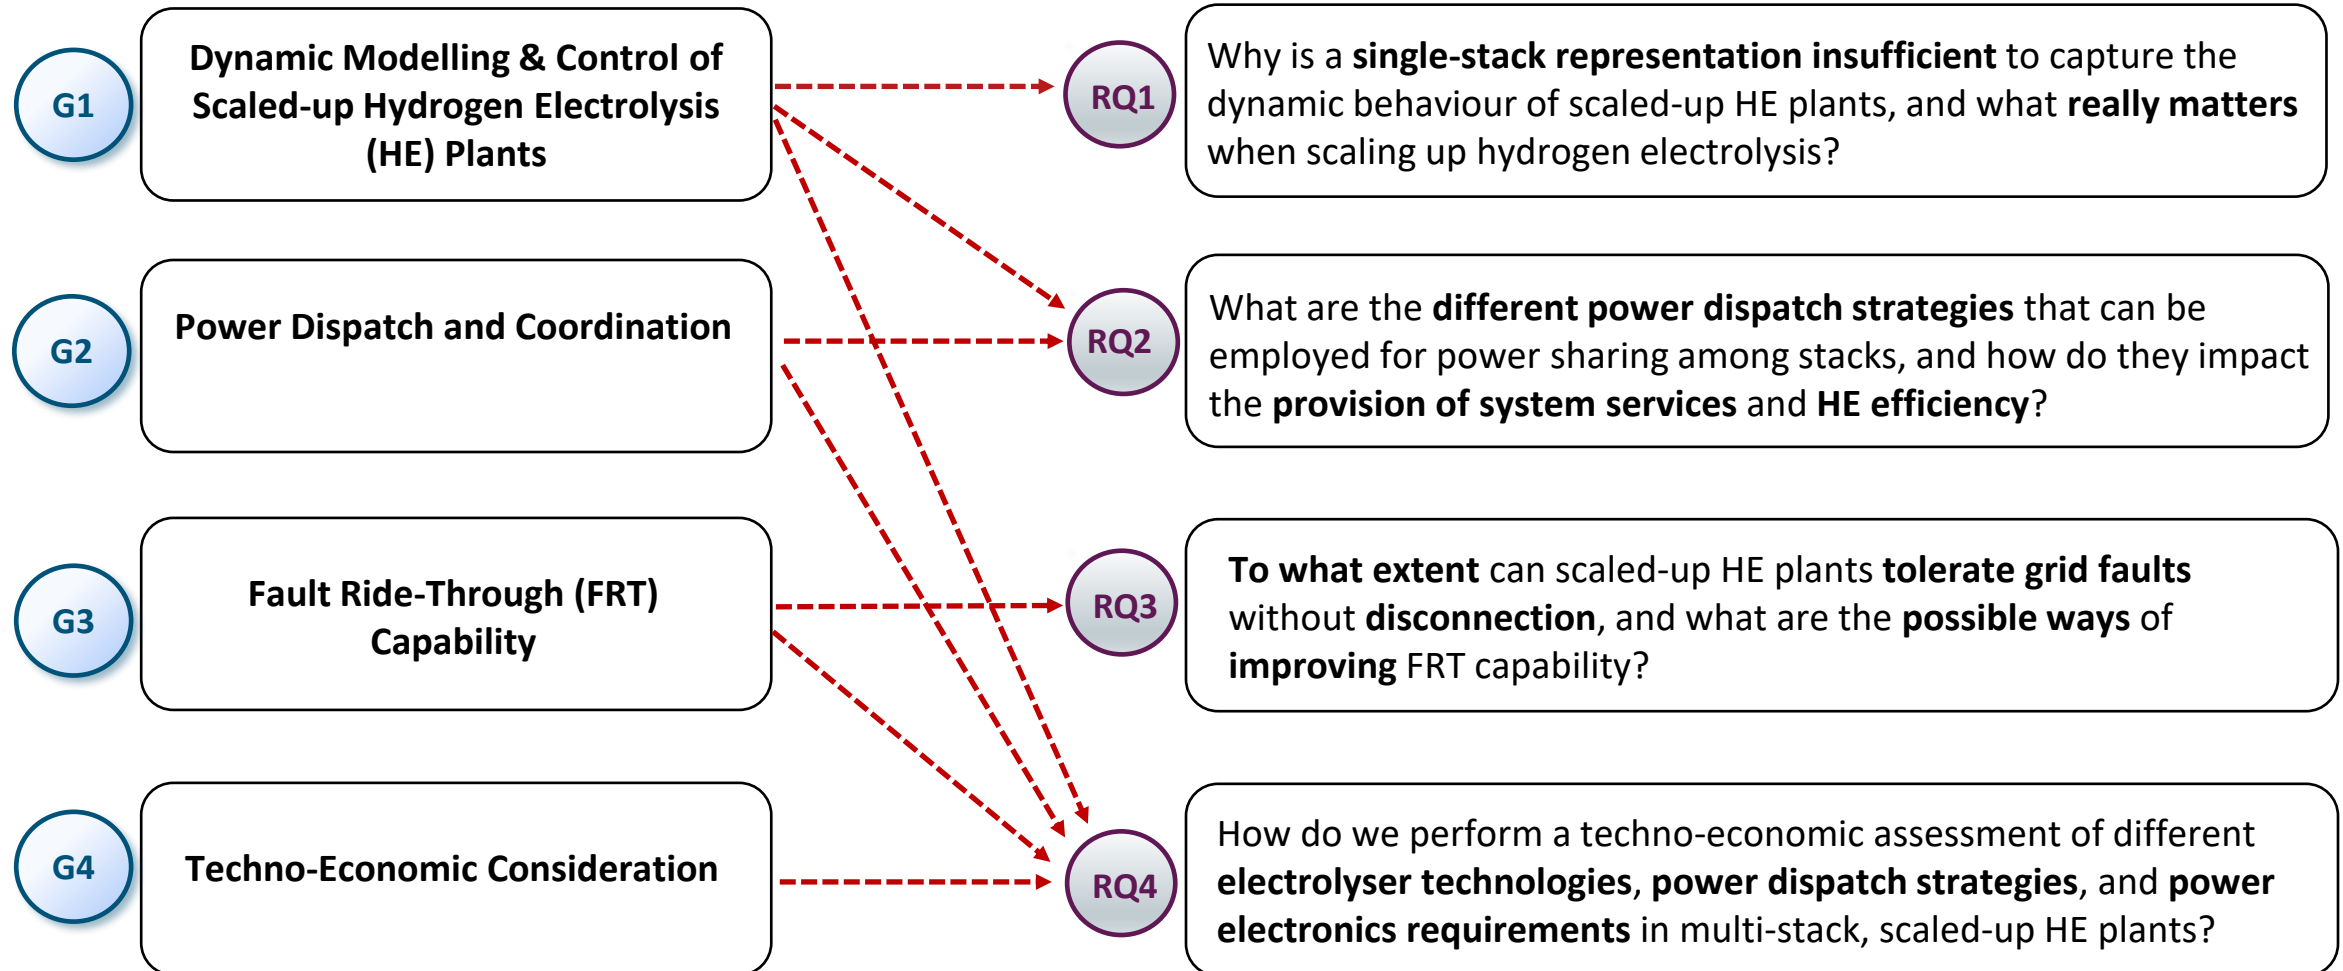 G1
Dynamic Modelling & Control of
Scaled-up Hydrogen Electrolysis
(HE) Plants
RQ1
Why is a single-stack representation insufficient to capture the
dynamic behaviour of scaled-up HE plants, and what really matters
when scaling up hydrogen electrolysis?
G2
Power Dispatch and Coordination
RQ2
What are the different power dispatch strategies that can be
employed for power sharing among stacks, and how do they impact
the provision of system services and HE efficiency?
G3
Fault Ride-Through (FRT)
Capability
RQ3
To what extent can scaled-up HE plants tolerate grid faults
without disconnection, and what are the possible ways of
improving FRT capability?
G4
Techno-Economic Consideration
RQ4
How do we perform a techno-economic assessment of different
electrolyser technologies, power dispatch strategies, and power
electronics requirements in multi-stack, scaled-up HE plants?